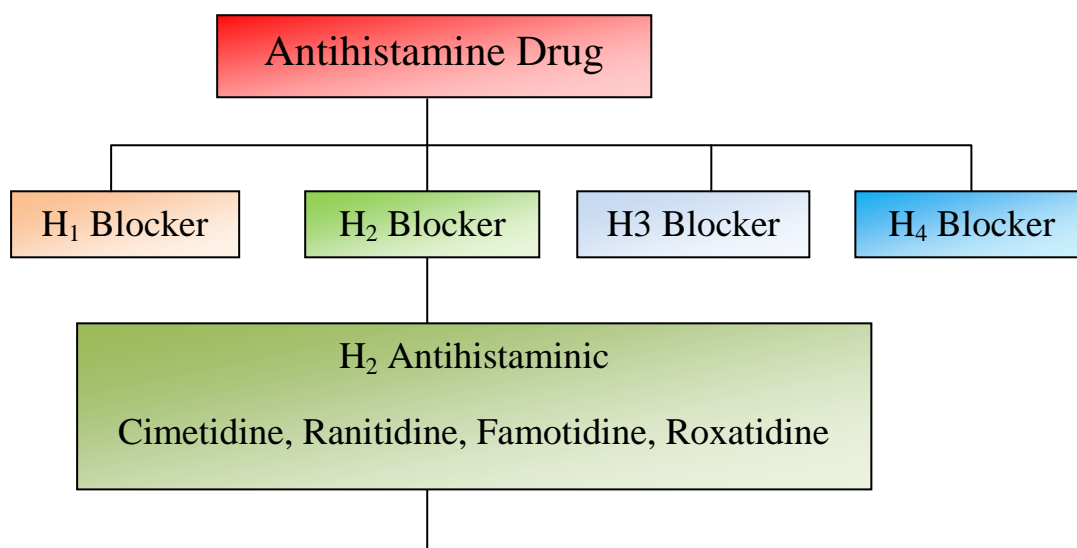 Antihistamine Drug
H₁ Blocker
H₂ Blocker
H3 Blocker
H₄ Blocker
H₂ Antihistaminic
Cimetidine, Ranitidine, Famotidine, Roxatidine